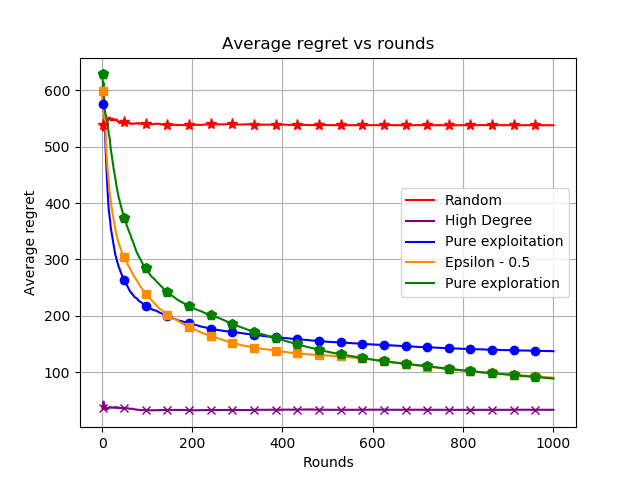 Average regret vs rounds
Average regret
600
500
400
300
200
100
0
200
400
600
800
1000
Rounds
Random
High Degree
Pure exploitation
Epsilon - 0.5
Pure exploration